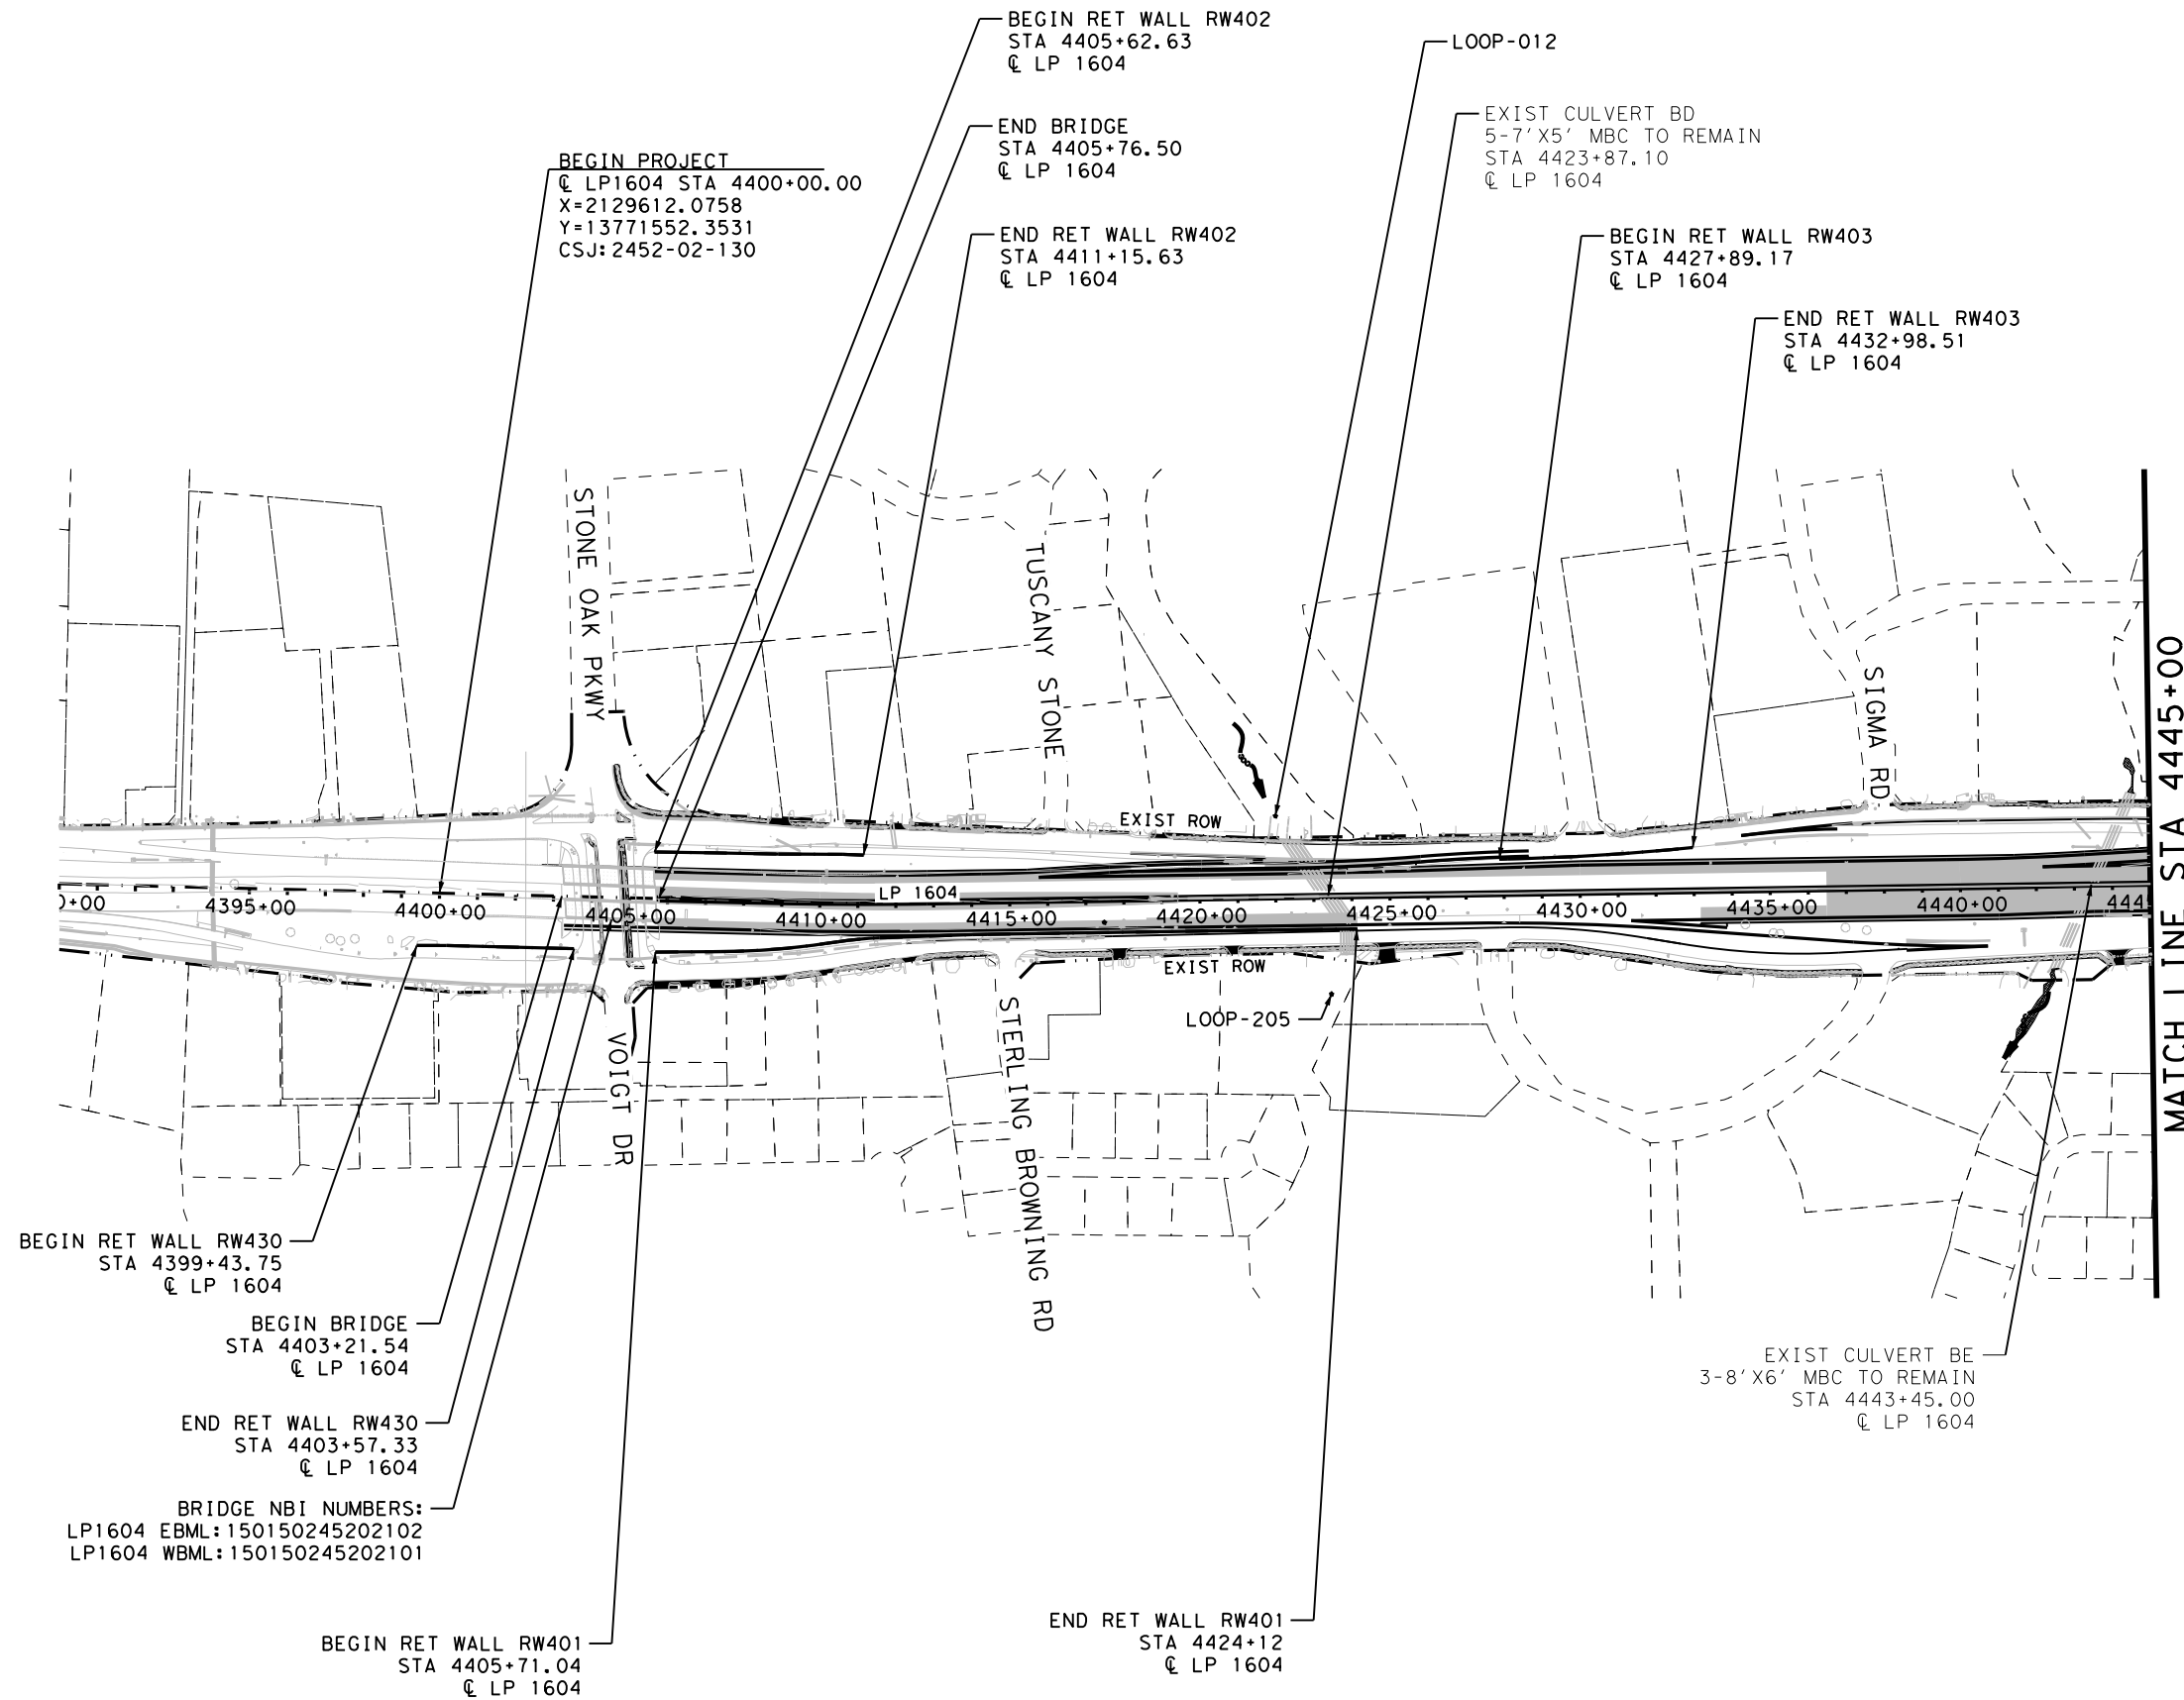 BEGIN RET WALL RW402
STA 4405+62.63
℄ LP 1604
LOOP-012
EXIST CULVERT BD
5-7'X5' MBC TO REMAIN
STA 4423+87.10
℄ LP 1604
END BRIDGE
STA 4405+76.50
℄ LP 1604
BEGIN PROJECT
℄ LP1604 STA 4400+00.00
X=2129612.0758
Y=13771552.3531
CSJ:2452-02-130
END RET WALL RW402
STA 4411+15.63
℄ LP 1604
BEGIN RET WALL RW403
STA 4427+89.17
℄ LP 1604
END RET WALL RW403
STA 4432+98.51
℄ LP 1604
STONE OAK PKWY
TUSCANY STONE
SIGMA RD
MATCH LINE STA 4445+00
EXIST ROW
LP 1604
0+00
4395+00
4400+00
4405+00
4410+00
4415+00
4420+00
4425+00
4430+00
4435+00
4440+00
444
EXIST ROW
LOOP-205
VOIGT DR
STERLING BROWNING RD
BEGIN RET WALL RW430
STA 4399+43.75
℄ LP 1604
BEGIN BRIDGE
STA 4403+21.54
℄ LP 1604
END RET WALL RW430
STA 4403+57.33
℄ LP 1604
BRIDGE NBI NUMBERS:
LP1604 EBML:150150245202102
LP1604 WBML:150150245202101
BEGIN RET WALL RW401
STA 4405+71.04
℄ LP 1604
END RET WALL RW401
STA 4424+12
℄ LP 1604
EXIST CULVERT BE
3-8'X6' MBC TO REMAIN
STA 4443+45.00
℄ LP 1604